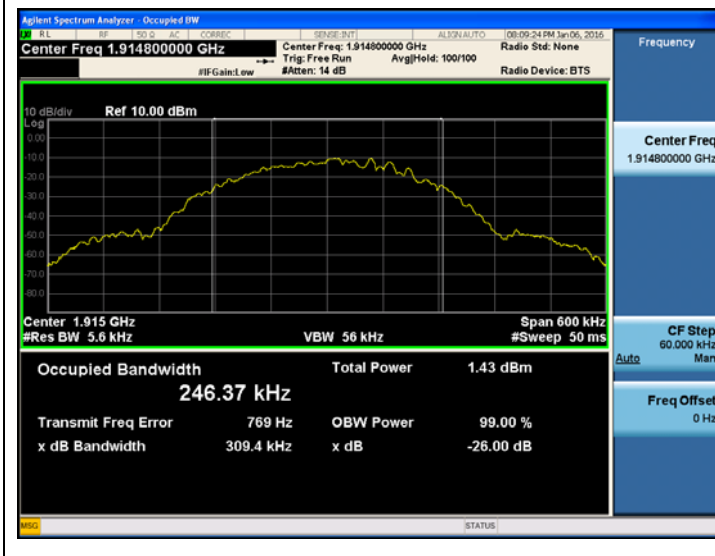 Agilent Spectrum Analyzer - Occupied BW
RL RF 50 Ω AC CORREC SENSE:INT ALIGN AUTO 08:09:24 PM Jan 06, 2016
Center Freq 1.914800000 GHz
Center Freq: 1.914800000 GHz
Radio Std: None
Trig: Free Run Avg|Hold: 100/100
#IFGain:Low #Atten: 14 dB Radio Device: BTS
Frequency
10 dB/div Ref 10.00 dBm
Log
0.00
-10.0
-20.0
-30.0
-40.0
-50.0
-60.0
-70.0
-80.0
Center Freq
1.914800000 GHz
Center 1.915 GHz Span 600 kHz
#Res BW 5.6 kHz VBW 56 kHz #Sweep 50 ms
CF Step
60.000 kHz
Auto Man
Occupied Bandwidth Total Power 1.43 dBm
246.37 kHz
Transmit Freq Error 769 Hz OBW Power 99.00 %
x dB Bandwidth 309.4 kHz x dB -26.00 dB
Freq Offset
0 Hz
MSG STATUS